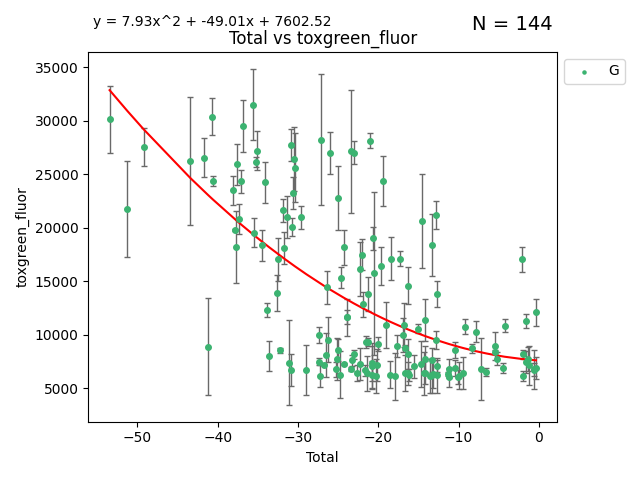 y = 7.93x^2 + -49.01x + 7602.52
N = 144
Total vs toxgreen_fluor
G
35000
30000
25000
20000
15000
10000
5000
toxgreen_fluor
−50 −40 −30 −20 −10 0
Total